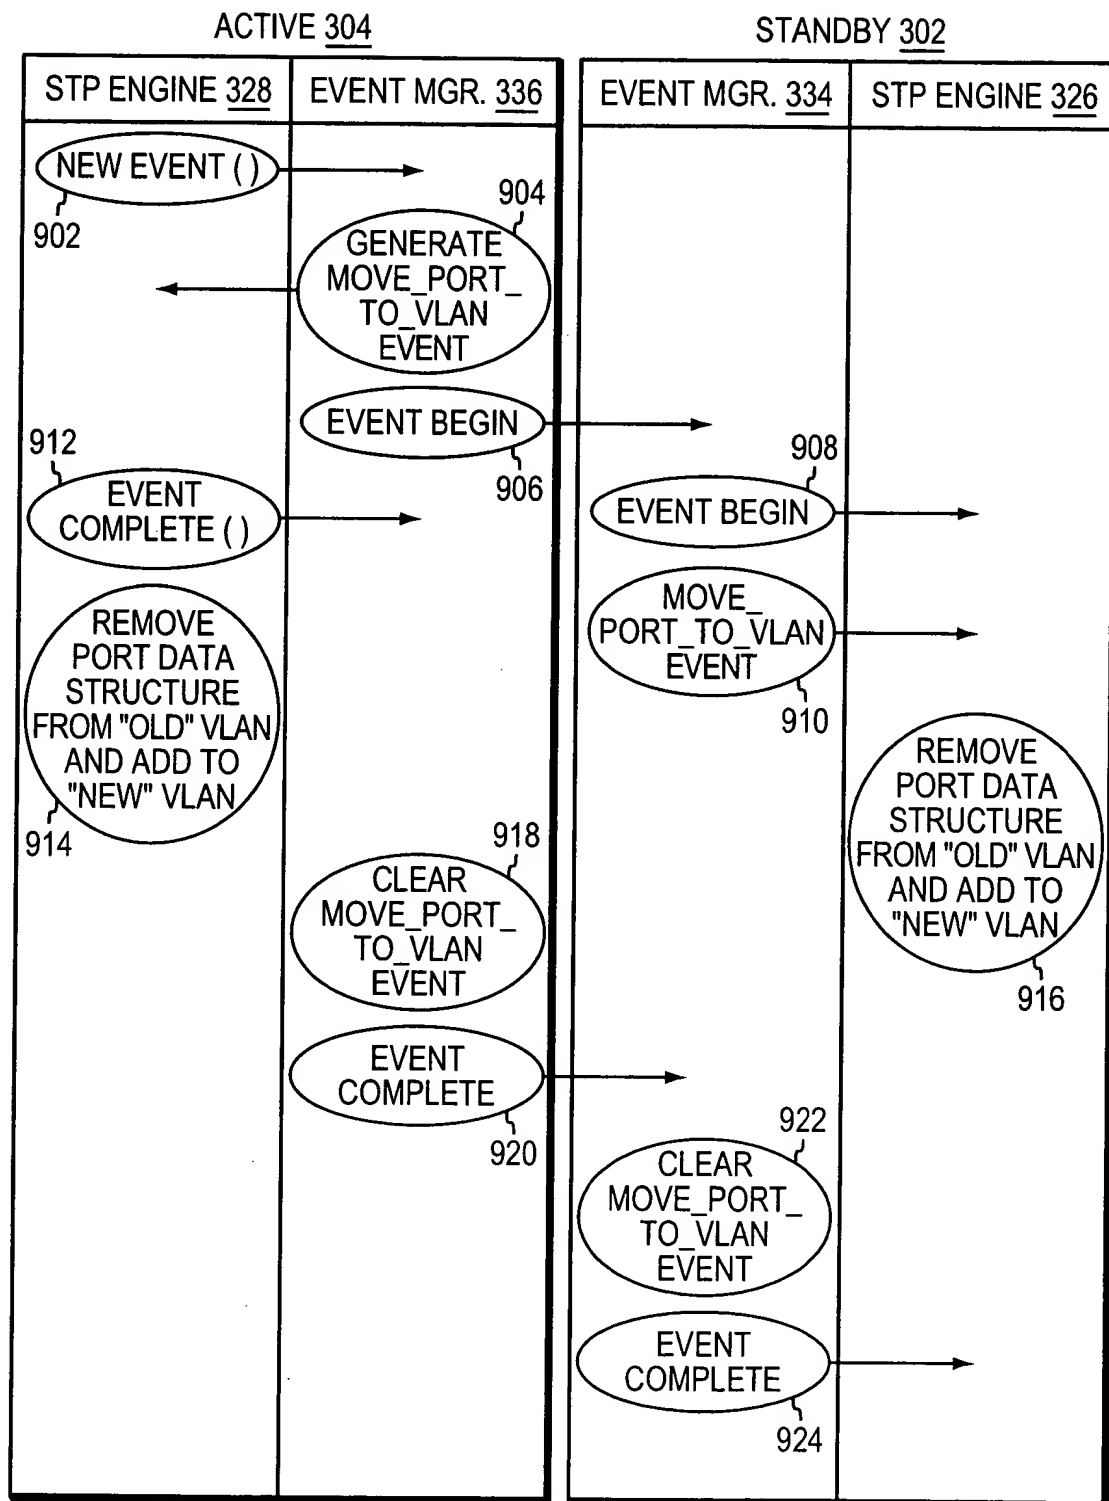 ACTIVE 304
STANDBY 302
STP ENGINE 328
EVENT MGR. 336
EVENT MGR. 334
STP ENGINE 326
NEW EVENT ( )
902
904
GENERATE
MOVE_PORT_
TO_VLAN
EVENT
EVENT BEGIN
906
912
EVENT
COMPLETE ( )
908
EVENT BEGIN
MOVE_
PORT_TO_VLAN
EVENT
910
REMOVE
PORT DATA
STRUCTURE
FROM "OLD" VLAN
AND ADD TO
"NEW" VLAN
914
REMOVE
PORT DATA
STRUCTURE
FROM "OLD" VLAN
AND ADD TO
"NEW" VLAN
916
918
CLEAR
MOVE_PORT_
TO_VLAN
EVENT
EVENT
COMPLETE
920
922
CLEAR
MOVE_PORT_
TO_VLAN
EVENT
EVENT
COMPLETE
924